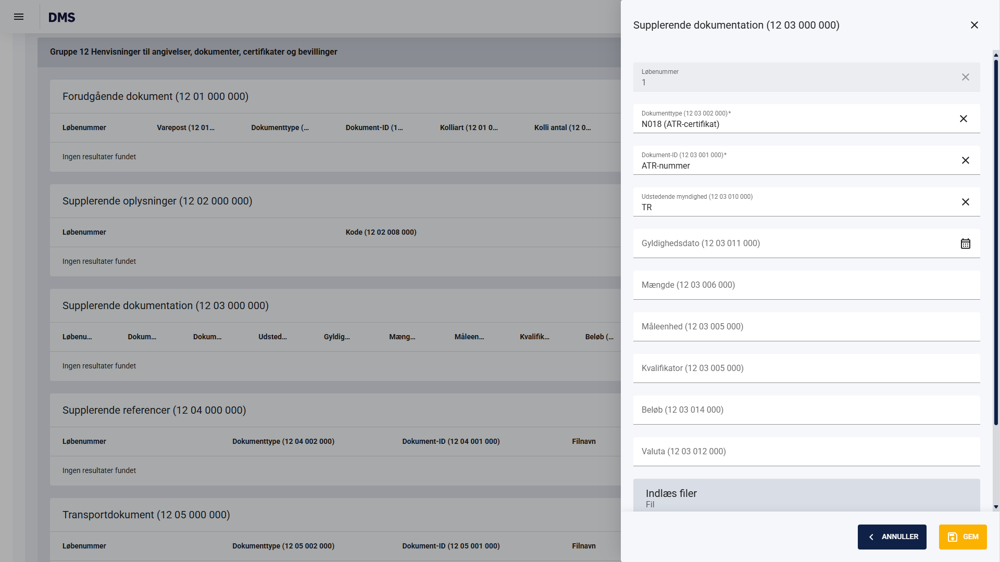 DMS
Gruppe 12 Henvisninger til angivelser, dokumenter, certifikater og bevillinger
Forudgående dokument (12 01 000 000)
Løbenummer Varepost (12 01... Dokumenttype (... Dokument-ID (1... Kolliart (12 01 0... Kolli antal (12 0...
Ingen resultater fundet
Supplerende oplysninger (12 02 000 000)
Løbenummer Kode (12 02 008 000)
Ingen resultater fundet
Supplerende dokumentation (12 03 000 000)
Løbenu... Dokum... Dokum... Udsted... Gyldig... Mæng... Måleen... Kvalifik... Beløb (...
Ingen resultater fundet
Supplerende referencer (12 04 000 000)
Løbenummer Dokumenttype (12 04 002 000) Dokument-ID (12 04 001 000) Filnavn
Ingen resultater fundet
Transportdokument (12 05 000 000)
Løbenummer Dokumenttype (12 05 002 000) Dokument-ID (12 05 001 000) Filnavn
Supplerende dokumentation (12 03 000 000)
Løbenummer
1
Dokumenttype (12 03 002 000)*
N018 (ATR-certifikat)
Dokument-ID (12 03 001 000)*
ATR-nummer
Udstedende myndighed (12 03 010 000)
TR
Gyldighedsdato (12 03 011 000)
Mængde (12 03 006 000)
Måleenhed (12 03 005 000)
Kvalifikator (12 03 005 000)
Beløb (12 03 014 000)
Valuta (12 03 012 000)
Indlæs filer
Fil
ANNULLER
GEM